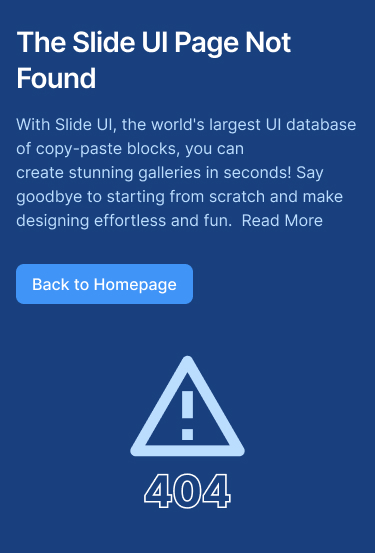 The Slide UI Page Not
Found
With Slide UI, the world's largest UI database
of copy-paste blocks, you can
create stunning galleries in seconds! Say
goodbye to starting from scratch and make
designing effortless and fun.  Read More
Back to Homepage
404